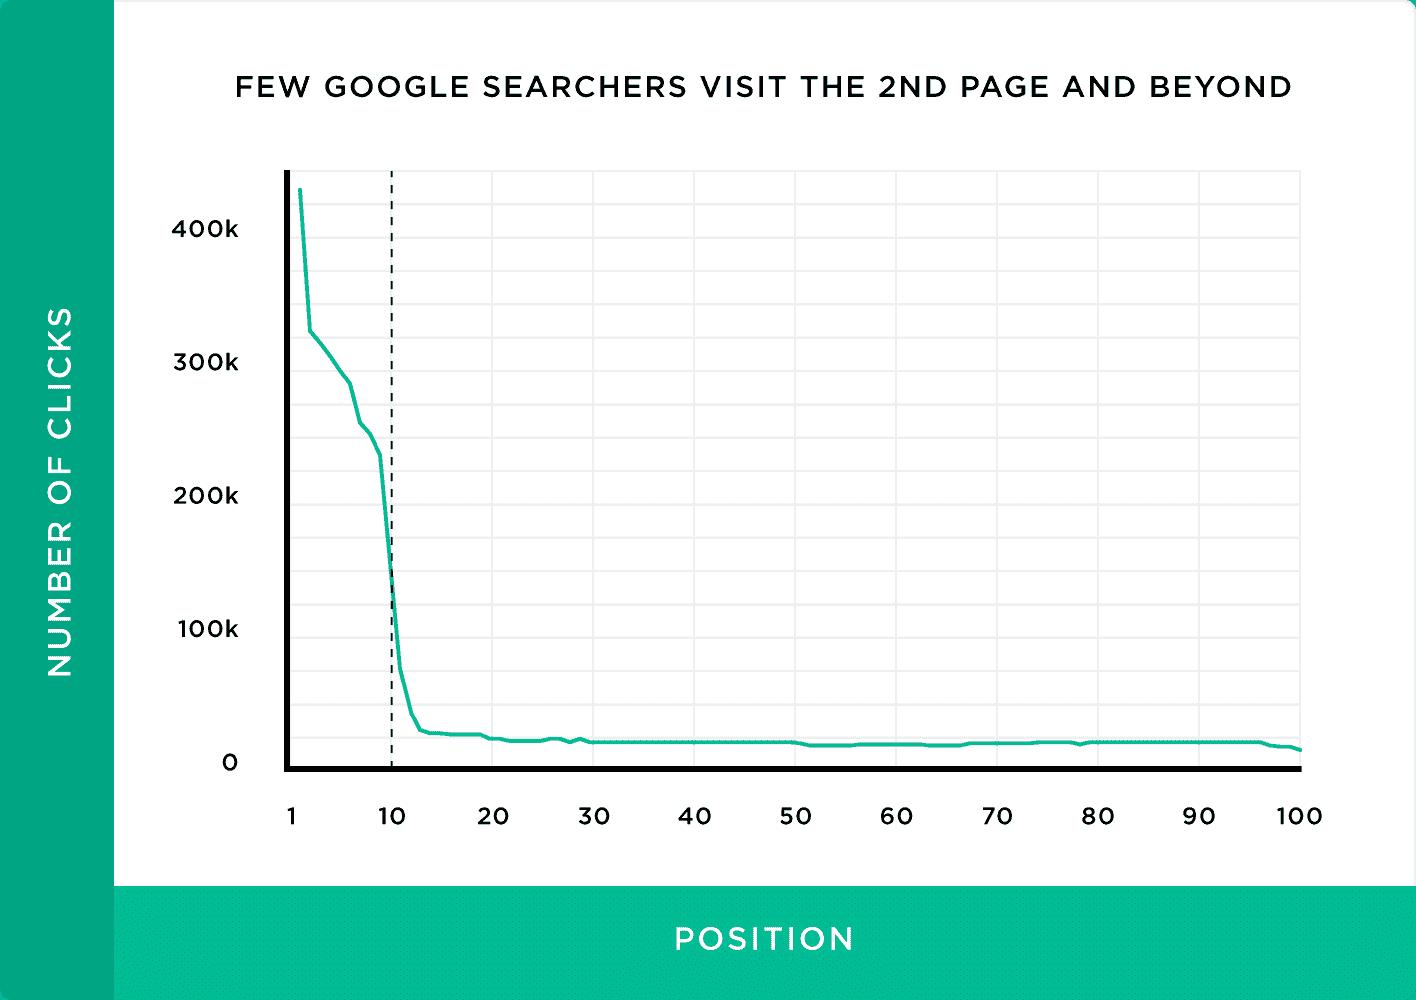 FEW GOOGLE SEARCHERS VISIT THE 2ND PAGE AND BEYOND
NUMBER OF CLICKS
400k
300k
200k
100k
0
1 10 20 30 40 50 60 70 80 90 100
POSITION